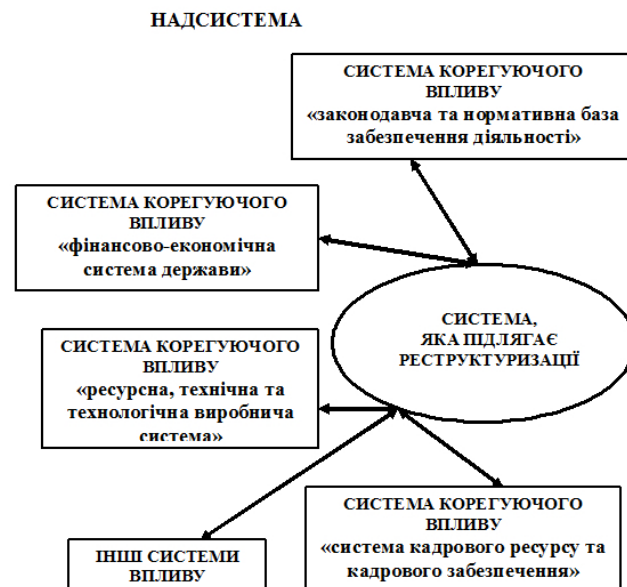 НАДСИСТЕМА
СИСТЕМА КОРЕГУЮЧОГО
ВПЛИВУ
«законодавча та нормативна база
забезпечення діяльності»
СИСТЕМА КОРЕГУЮЧОГО
ВПЛИВУ
«фінансово-економічна
система держави»
СИСТЕМА,
ЯКА ПІДЛЯГАЄ
РЕСТРУКТУРИЗАЦІЇ
СИСТЕМА КОРЕГУЮЧОГО
ВПЛИВУ
«ресурсна, технічна та
технологічна виробнича
система»
СИСТЕМА КОРЕГУЮЧОГО
ВПЛИВУ
«система кадрового ресурсу та
кадрового забезпечення»
ІНШІ СИСТЕМИ
ВПЛИВУ